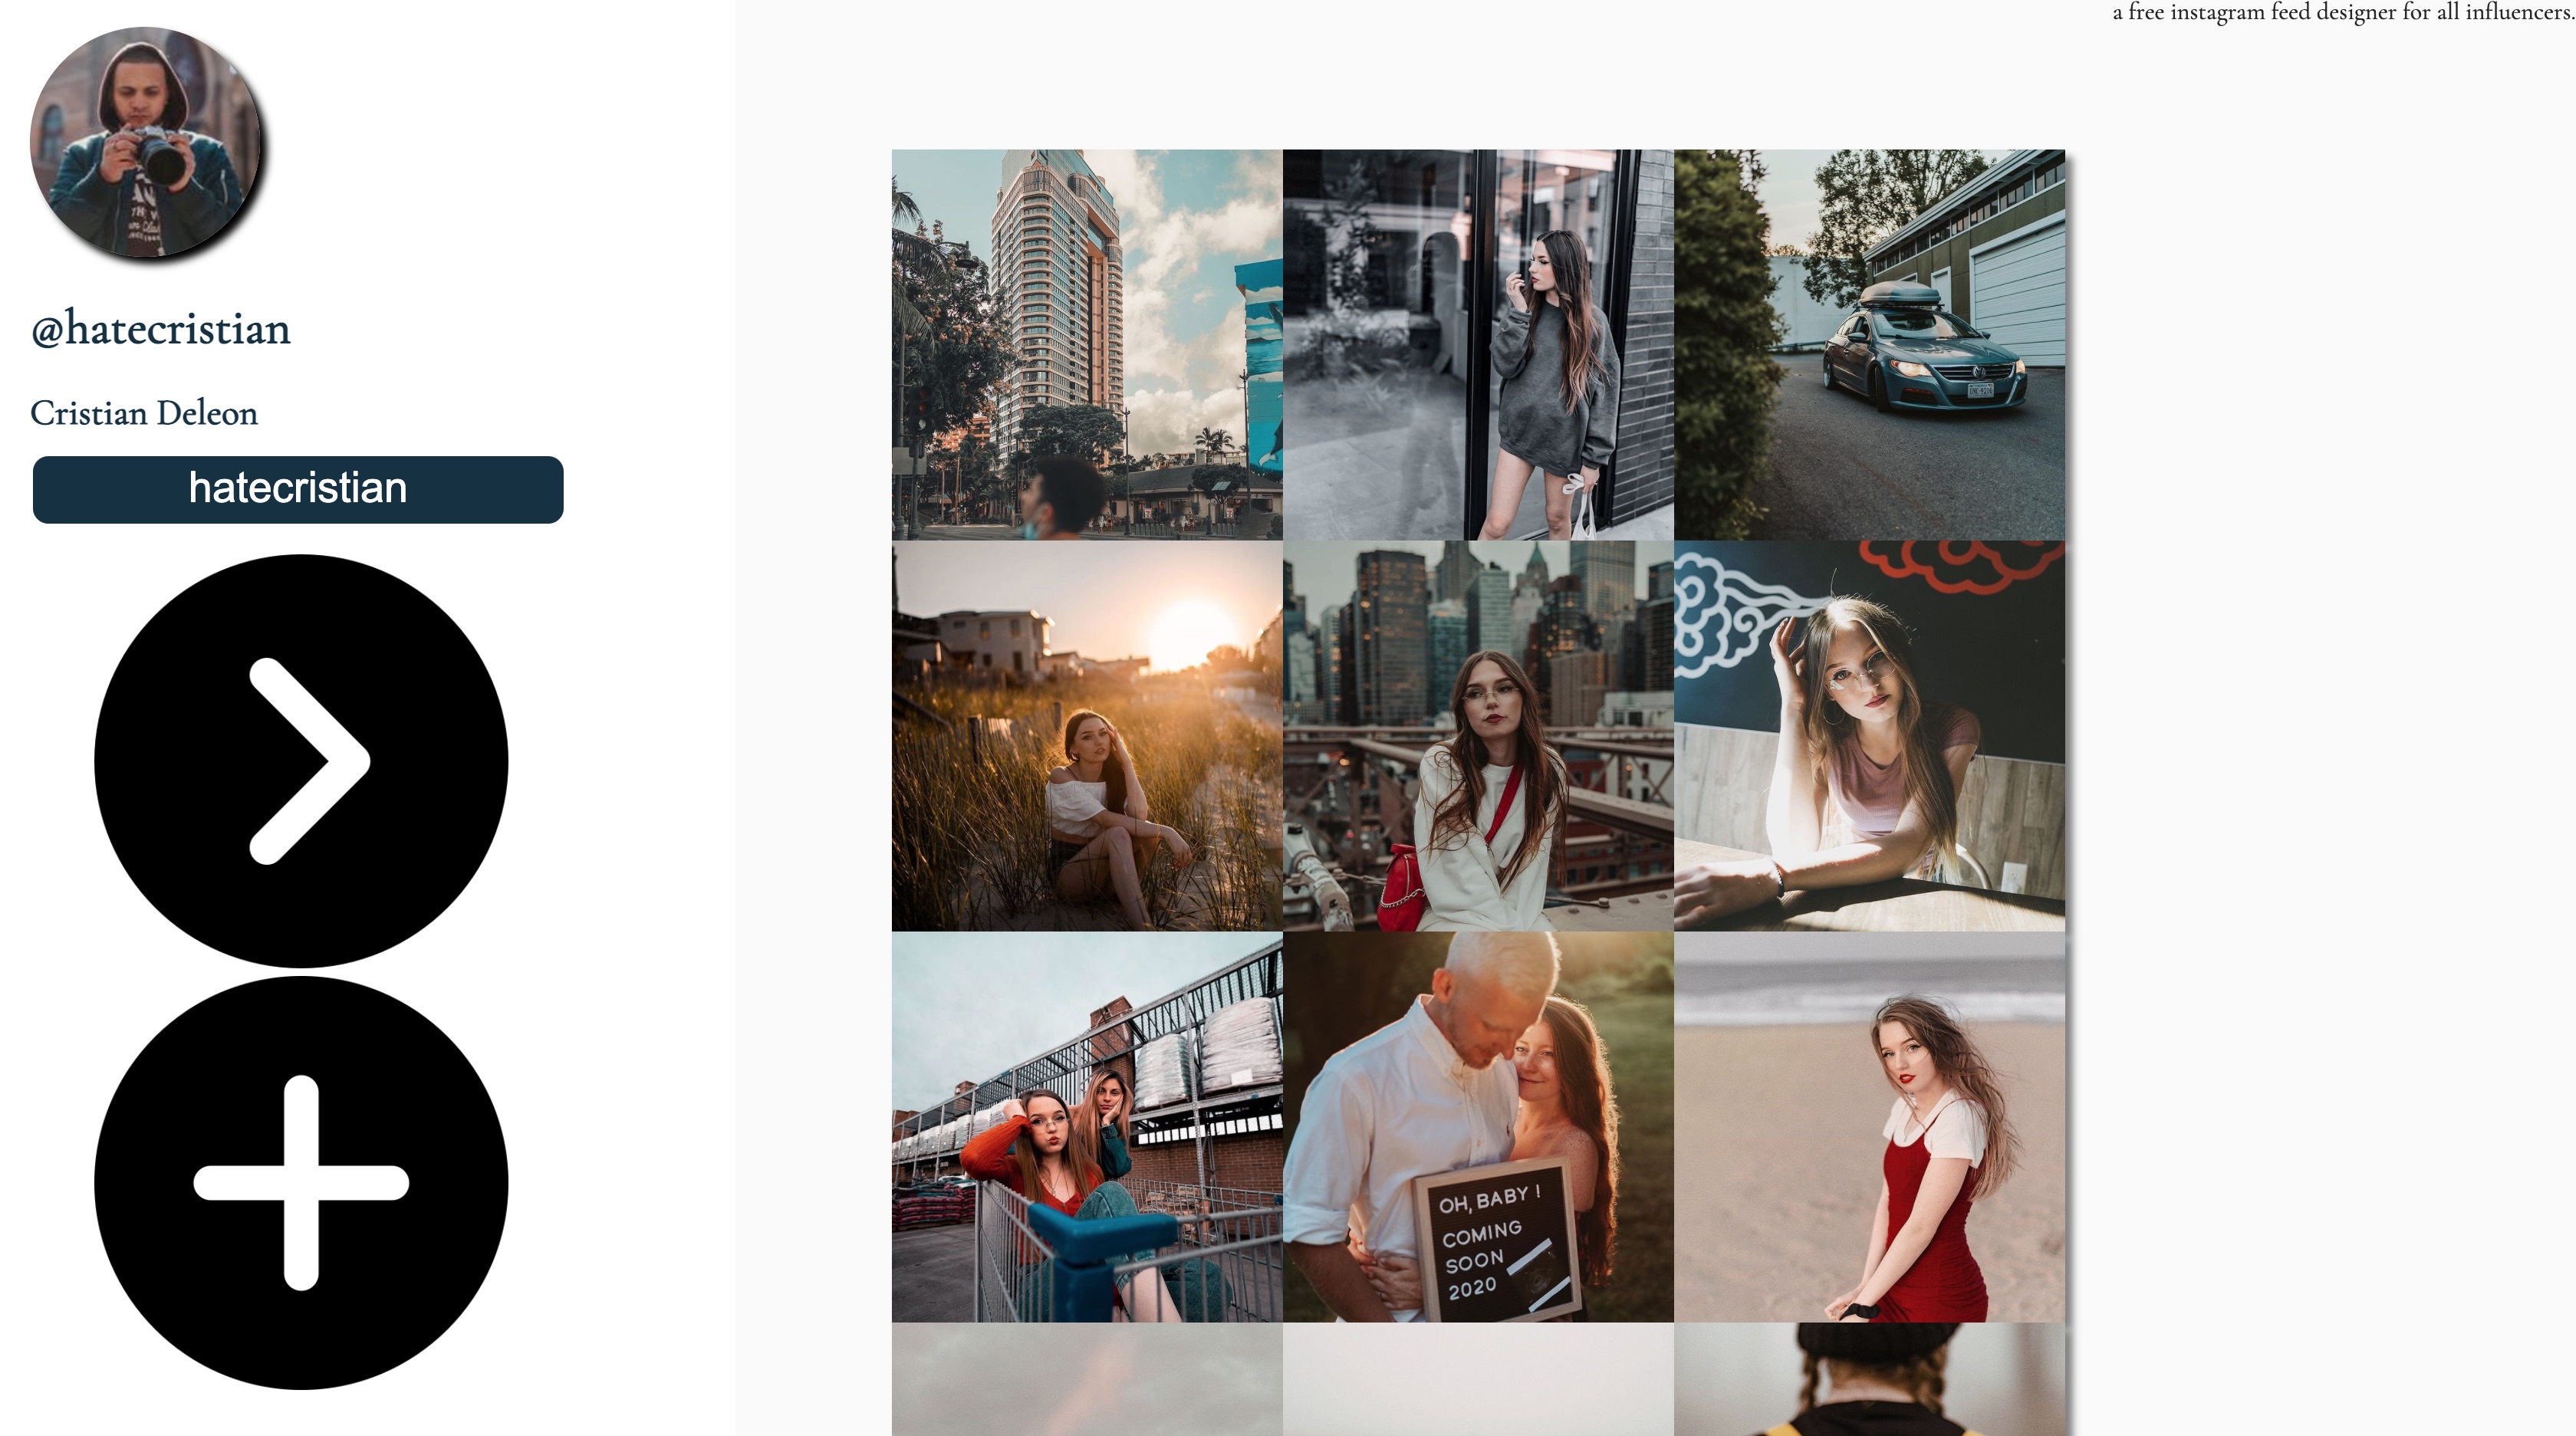 a free instagram feed designer for all influencers.
@hatecristian
Cristian Deleon
hatecristian
OH, BABY !
COMING
SOON
2020